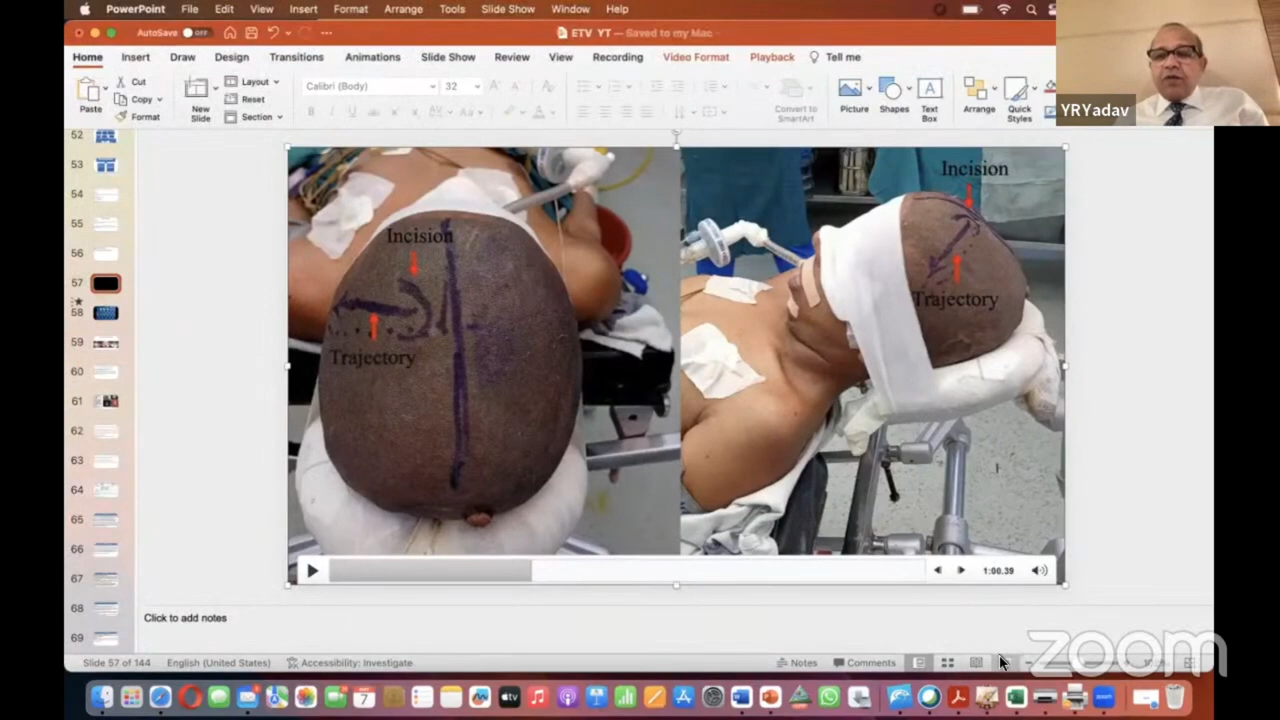 PowerPoint File Edit View Insert Format Arrange Tools Slide Show Window Help
AutoSave OFF ETV YT — Saved to my Mac
Home Insert Draw Design Transitions Animations Slide Show Review View Recording Video Format Playback Tell me
Paste Cut Copy Format
New Slide Layout Reset Section
Calibri (Body) 32
Convert to SmartArt
Picture Shapes Text Box Arrange Quick Styles
YRYadav
52
53
54
55
56
57
58
59
60
61
62
63
64
65
66
67
68
69
Incision
Trajectory
Incision
Trajectory
1:00.39
Click to add notes
Slide 57 of 144 English (United States) Accessibility: Investigate Notes Comments
zoom